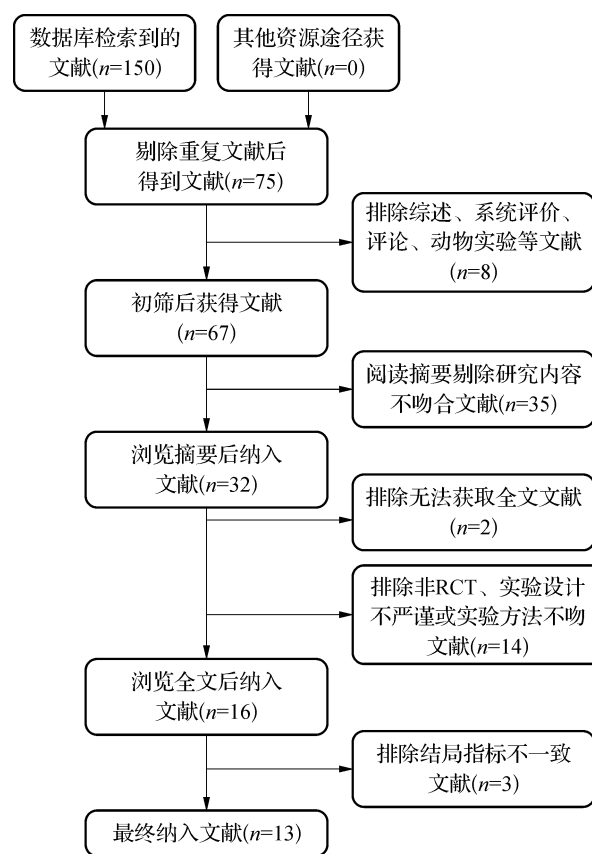 数据库检索到的
文献(n=150)
其他资源途径获
得文献(n=0)
剔除重复文献后
得到文献(n=75)
排除综述、系统评价、
评论、动物实验等文献
(n=8)
初筛后获得文献
(n=67)
阅读摘要剔除研究内容
不吻合文献(n=35)
浏览摘要后纳入
文献(n=32)
排除无法获取全文文献
(n=2)
排除非RCT、实验设计
不严谨或实验方法不吻
文献(n=14)
浏览全文后纳入
文献(n=16)
排除结局指标不一致
文献(n=3)
最终纳入文献(n=13)